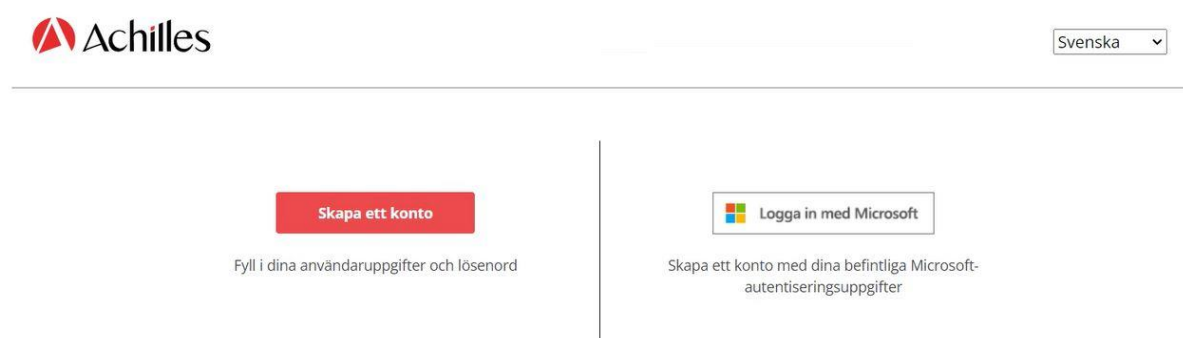 Achilles
Svenska
Skapa ett konto
Fyll i dina användaruppgifter och lösenord
Logga in med Microsoft
Skapa ett konto med dina befintliga Microsoft-
autentiseringsuppgifter